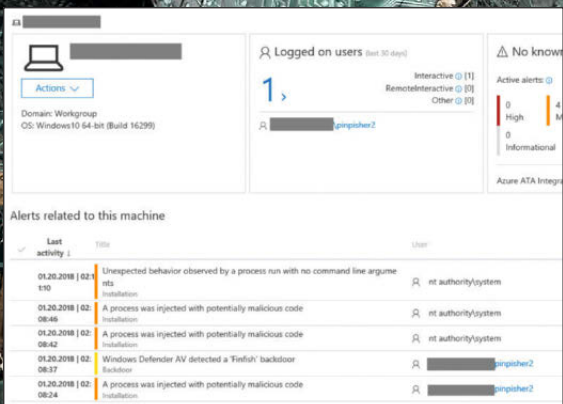 Logged on users (last 30 days)
No known
Actions
1
Interactive [1]
RemoteInteractive [0]
Other [0]
Active alerts:
0
High
4
M
0
Informational
Domain: Workgroup
OS: Windows10 64-bit (Build 16299)
\pinpisher2
Azure ATA Integra
Alerts related to this machine
Last activity ↓
Title
User
01.20.2018 | 02:1
1:10
Unexpected behavior observed by a process run with no command line argume
nts
Installation
nt authority\system
01.20.2018 | 02:
08:46
A process was injected with potentially malicious code
Installation
nt authority\system
01.20.2018 | 02:
08:42
A process was injected with potentially malicious code
Installation
nt authority\system
01.20.2018 | 02:
08:37
Windows Defender AV detected a 'Finfish' backdoor
Backdoor
pinpisher2
01.20.2018 | 02:
08:24
A process was injected with potentially malicious code
Installation
pinpisher2